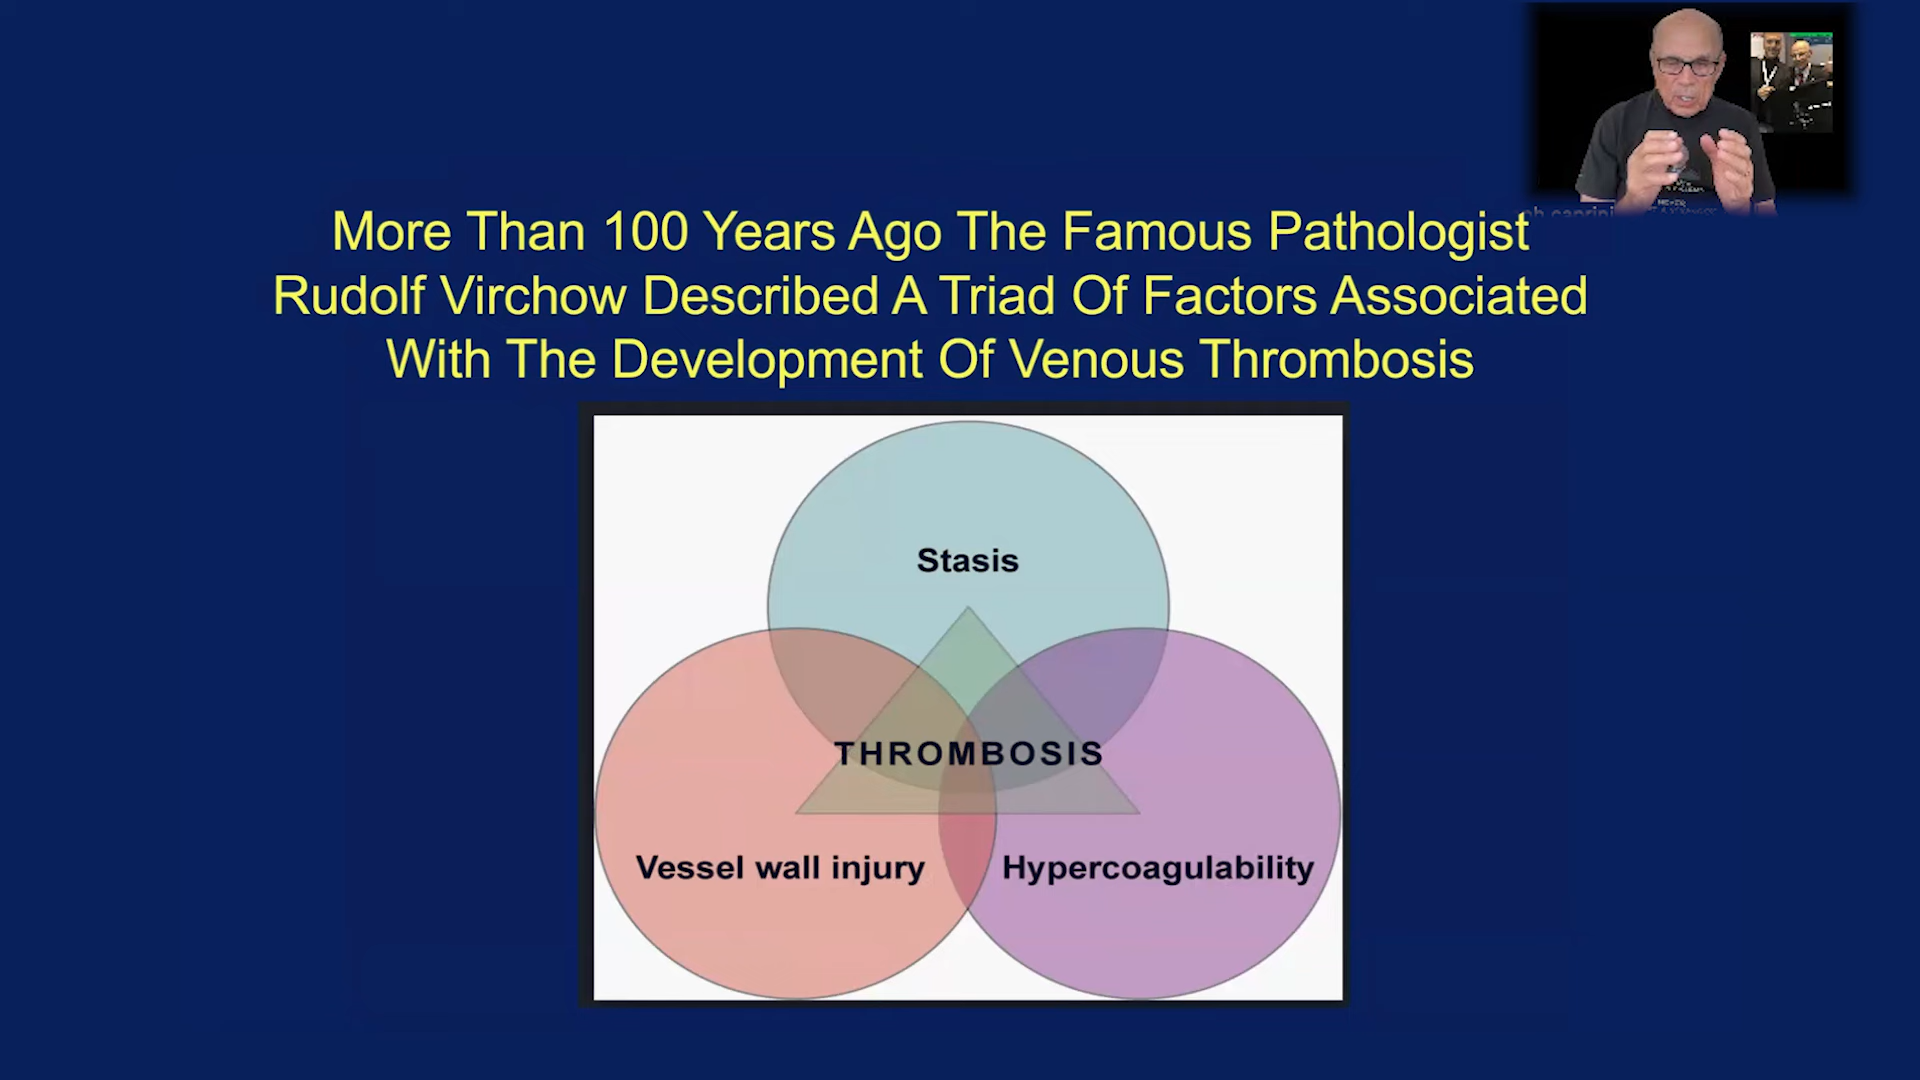 More Than 100 Years Ago The Famous Pathologist
Rudolf Virchow Described A Triad Of Factors Associated
With The Development Of Venous Thrombosis
Stasis
THROMBOSIS
Vessel wall injury
Hypercoagulability